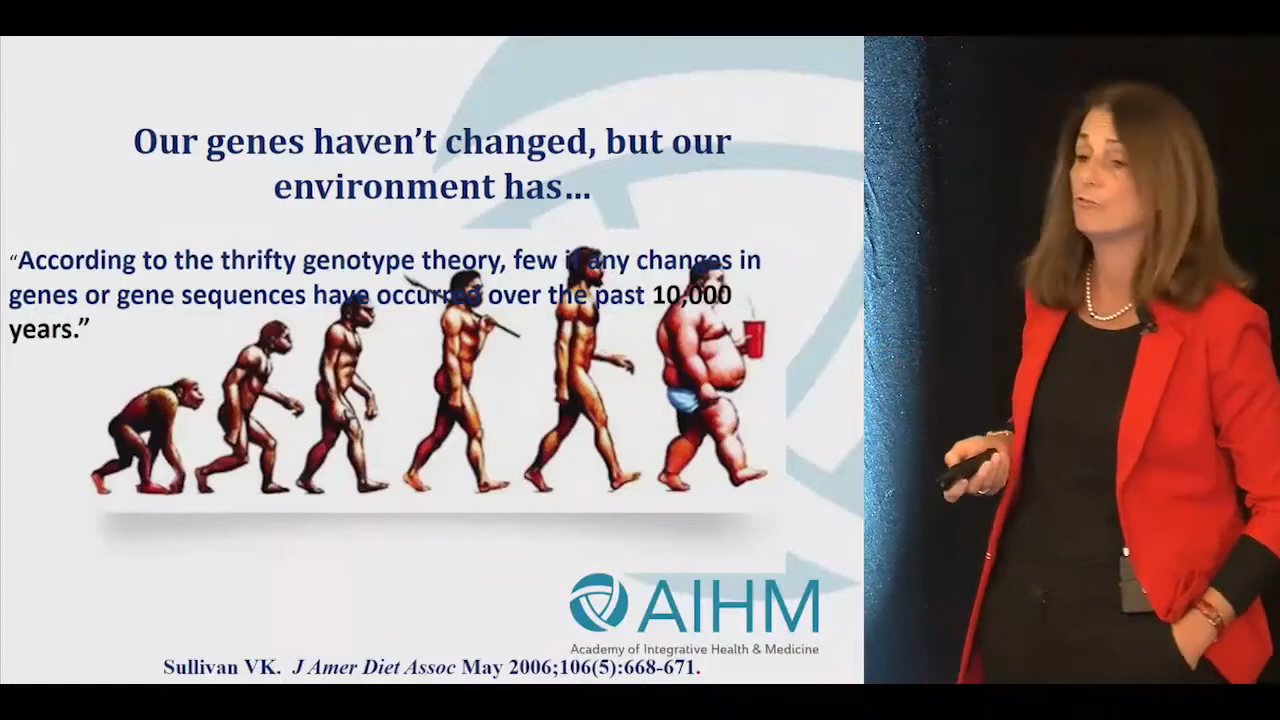 Our genes haven’t changed, but our
environment has…
“According to the thrifty genotype theory, few if any changes in
genes or gene sequences have occurred over the past 10,000
years.”
AIHM
Academy of Integrative Health & Medicine
Sullivan VK. J Amer Diet Assoc May 2006;106(5):668-671.